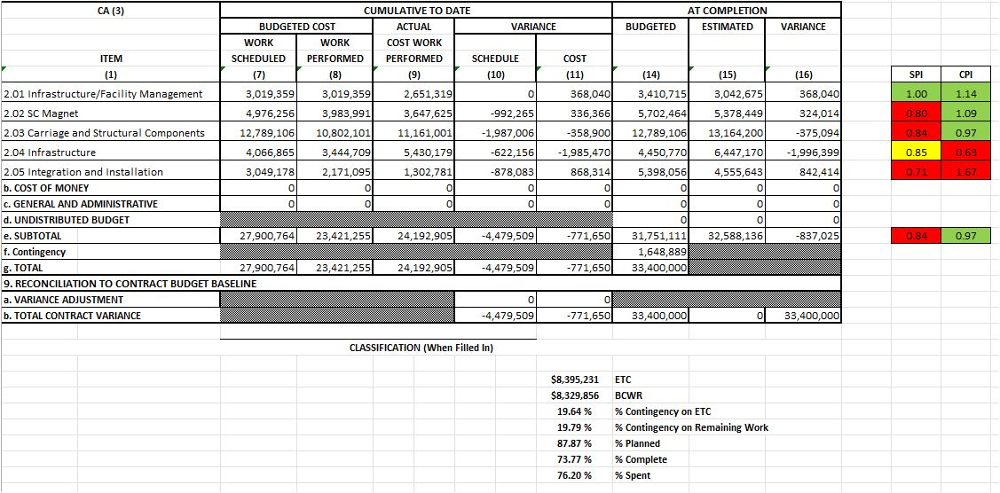 CA (3) CUMULATIVE TO DATE AT COMPLETION
BUDGETED COST ACTUAL VARIANCE BUDGETED ESTIMATED VARIANCE
WORK WORK COST WORK
ITEM SCHEDULED PERFORMED PERFORMED SCHEDULE COST
(1) (7) (8) (9) (10) (11) (14) (15) (16) SPI CPI
2.01 Infrastructure/Facility Management 3,019,359 3,019,359 2,651,319 0 368,040 3,410,715 3,042,675 368,040 1.00 1.14
2.02 SC Magnet 4,976,256 3,983,991 3,647,625 -992,265 336,366 5,702,464 5,378,449 324,014 0.80 1.09
2.03 Carriage and Structural Components 12,789,106 10,802,101 11,161,001 -1,987,006 -358,900 12,789,106 13,164,200 -375,094 0.84 0.97
2.04 Infrastructure 4,066,865 3,444,709 5,430,179 -622,156 -1,985,470 4,450,770 6,447,170 -1,996,399 0.85 0.63
2.05 Integration and Installation 3,049,178 2,171,095 1,302,781 -878,083 868,314 5,398,056 4,555,643 842,414 0.71 1.67
b. COST OF MONEY 0 0 0 0 0 0 0 0
c. GENERAL AND ADMINISTRATIVE 0 0 0 0 0 0 0 0
d. UNDISTRIBUTED BUDGET 0 0 0
e. SUBTOTAL 27,900,764 23,421,255 24,192,905 -4,479,509 -771,650 31,751,111 32,588,136 -837,025 0.84 0.97
f. Contingency 1,648,889
g. TOTAL 27,900,764 23,421,255 24,192,905 -4,479,509 -771,650 33,400,000
9. RECONCILIATION TO CONTRACT BUDGET BASELINE
a. VARIANCE ADJUSTMENT 0 0
b. TOTAL CONTRACT VARIANCE -4,479,509 -771,650 33,400,000 0 33,400,000
CLASSIFICATION (When Filled In)
$8,395,231 ETC
$8,329,856 BCWR
19.64 % % Contingency on ETC
19.79 % % Contingency on Remaining Work
87.87 % % Planned
73.77 % % Complete
76.20 % % Spent